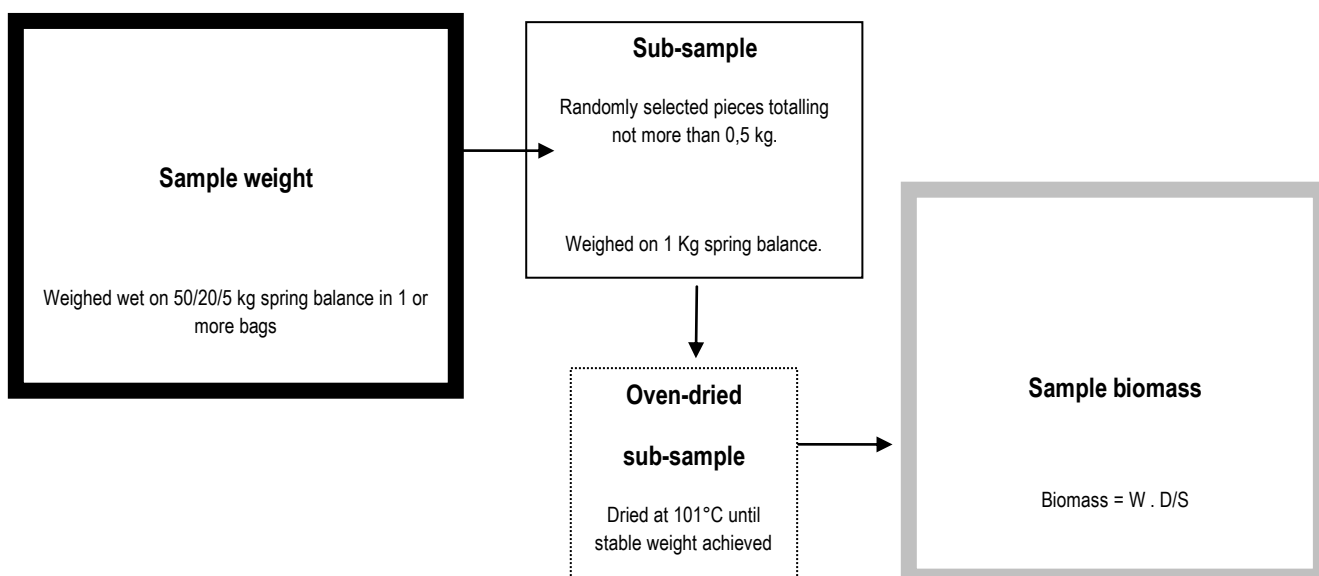 Sample weight
Weighed wet on 50/20/5 kg spring balance in 1 or
more bags
Sub-sample
Randomly selected pieces totalling
not more than 0,5 kg.
Weighed on 1 Kg spring balance.
Oven-dried
sub-sample
Dried at 101°C until
stable weight achieved
Sample biomass
Biomass = W . D/S